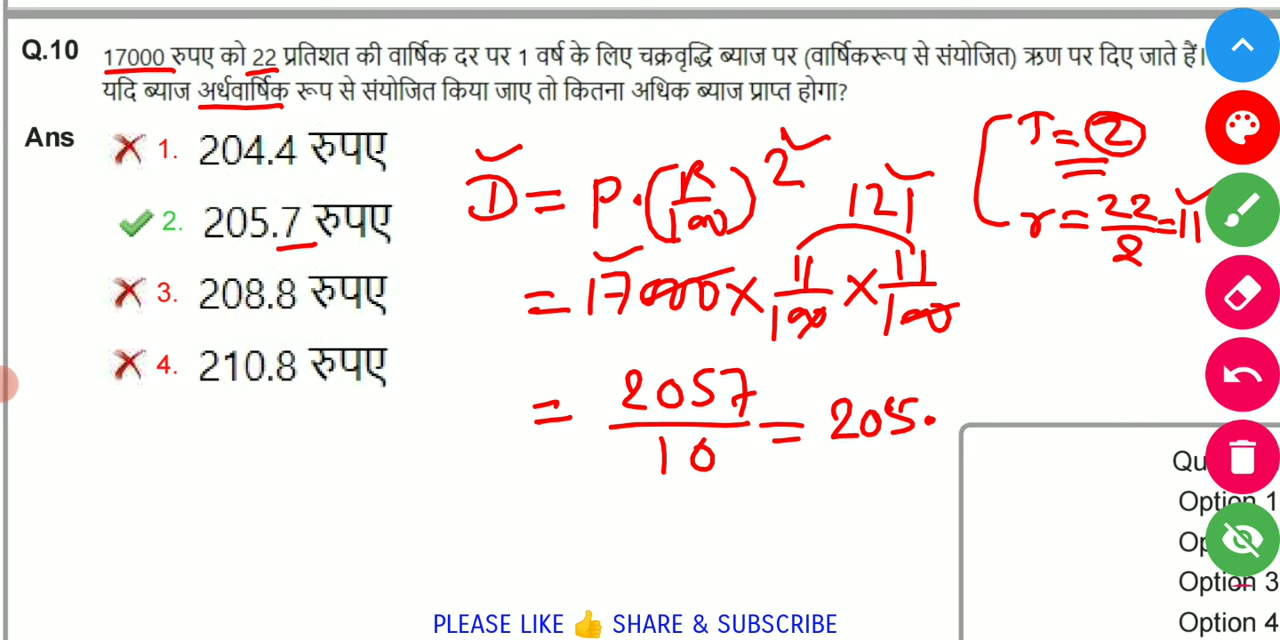 Q.10 17000 रुपए को 22 प्रतिशत की वार्षिक दर पर 1 वर्ष के लिए चक्रवृद्धि ब्याज पर (वार्षिकरूप से संयोजित) ऋण पर दिए जाते हैं।
यदि ब्याज अर्धवार्षिक रूप से संयोजित किया जाए तो कितना अधिक ब्याज प्राप्त होगा?
Ans
1. 204.4 रुपए
2. 205.7 रुपए
3. 208.8 रुपए
4. 210.8 रुपए
T = 2
r = 22/2 = 11
D = P.(R/100)2
121
= 17000 × 11/100 × 11/100
= 2057/10 = 205.
Qu
Option 1
Op
Option 3
Option 4
PLEASE LIKE 👍 SHARE & SUBSCRIBE